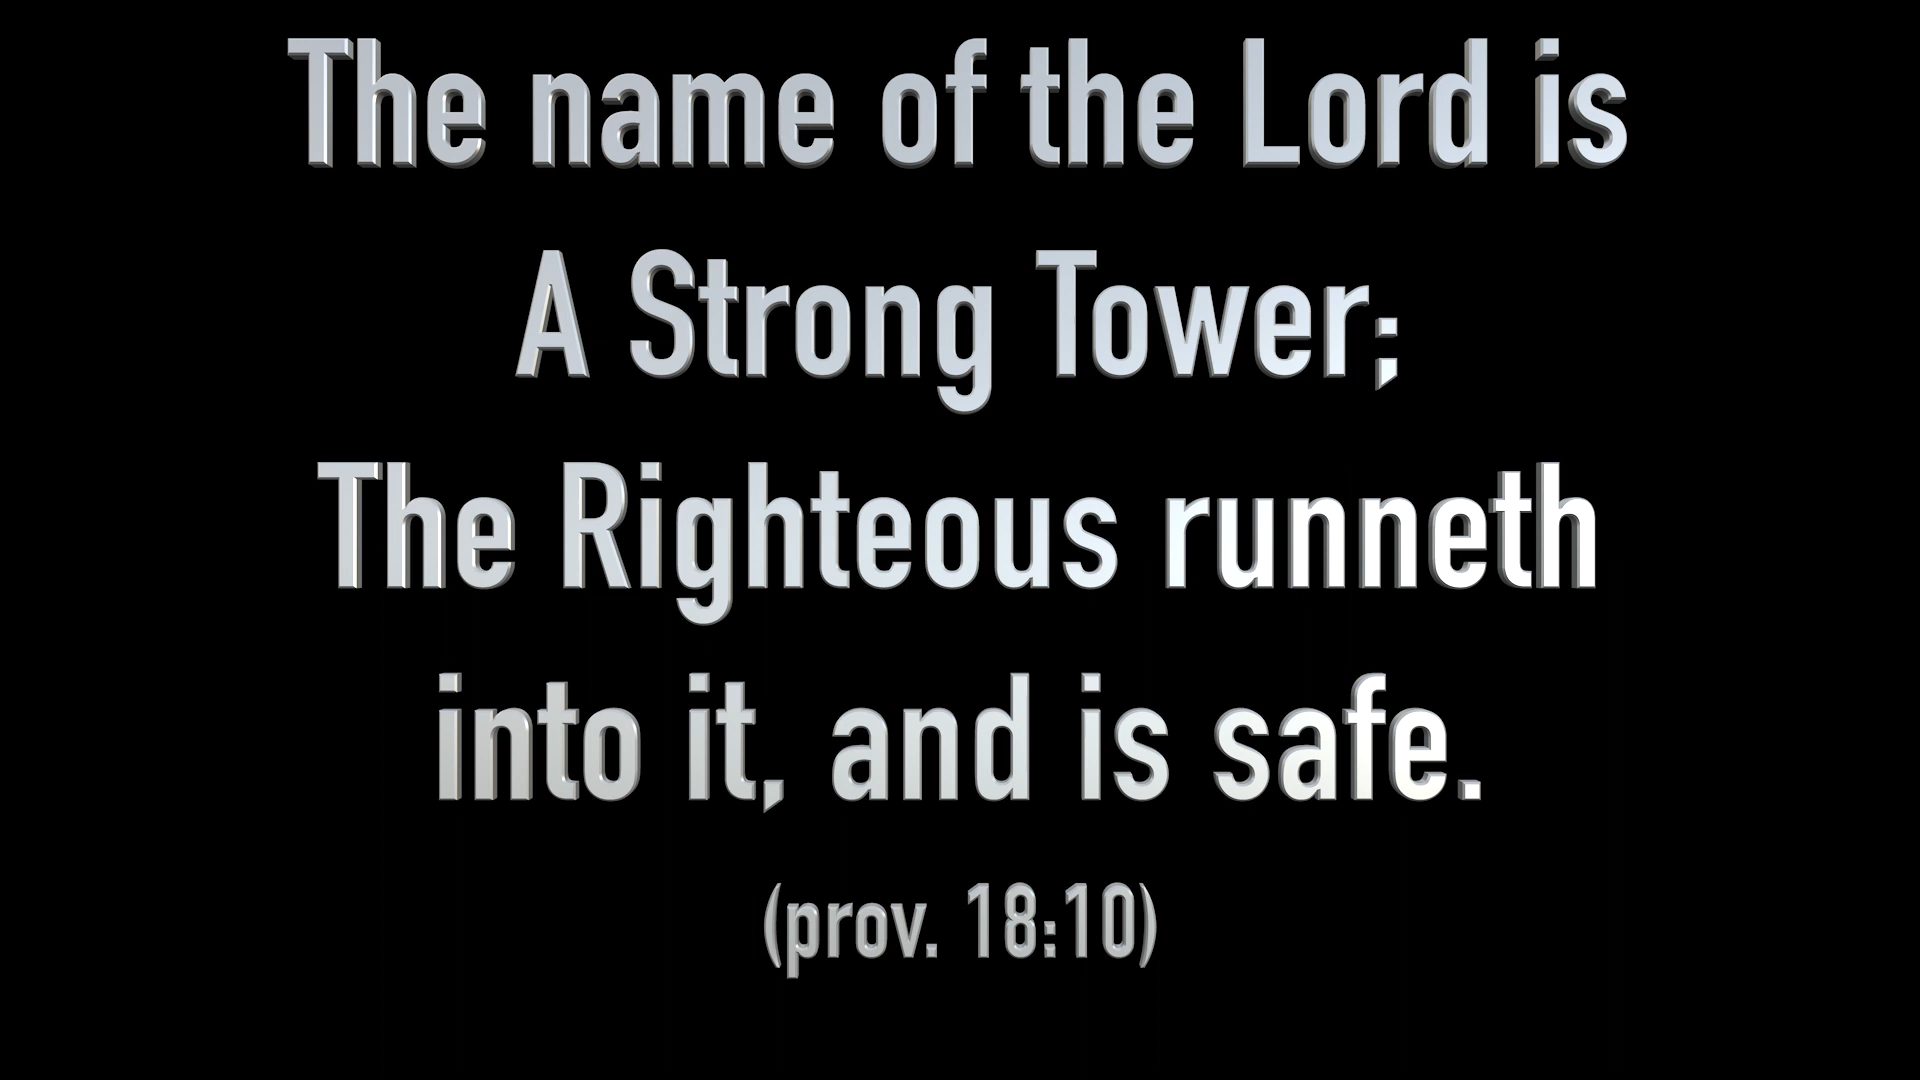 The name of the Lord is
A Strong Tower;
The Righteous runneth
into it, and is safe.
(prov. 18:10)